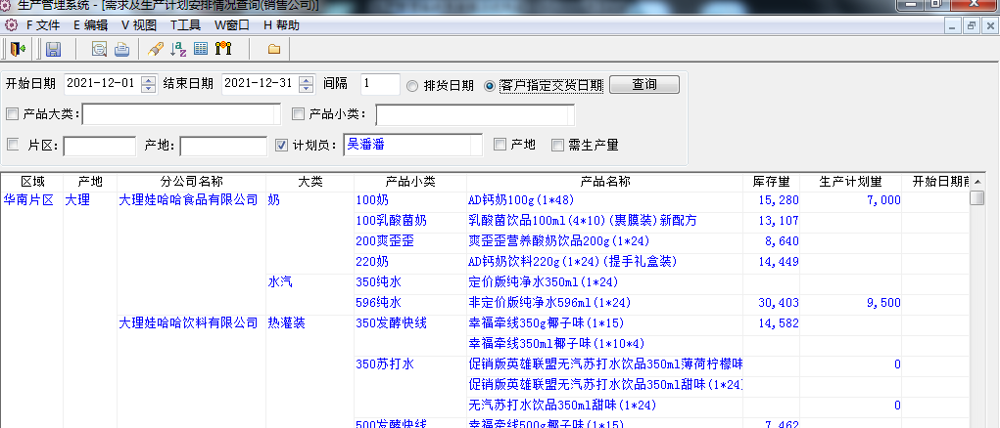 生产管理系统 - [需求及生产计划安排情况查询(销售公司)]
F 文件 E 编辑 V 视图 T工具 W窗口 H 帮助
开始日期 2021-12-01 结束日期 2021-12-31 间隔 1 排货日期 客户指定交货日期 查询
产品大类: 产品小类:
片区: 产地: 计划员: 吴潘潘 产地 需生产量
区域 产地 分公司名称 大类 产品小类 产品名称 库存量 生产计划量 开始日期前
华南片区 大理 大理娃哈哈食品有限公司 奶 100奶 AD钙奶100g(1*48) 15,280 7,000
100乳酸菌奶 乳酸菌饮品100ml(4*10)(裹膜装)新配方 13,107
200爽歪歪 爽歪歪营养酸奶饮品200g(1*24) 8,640
220奶 AD钙奶饮料220g(1*24)(提手礼盒装) 14,449
水汽 350纯水 定价版纯净水350ml(1*24)
596纯水 非定价版纯净水596ml(1*24) 30,403 9,500
大理娃哈哈饮料有限公司 热灌装 350发酵快线 幸福牵线350g椰子味(1*15) 14,582
幸福牵线350ml椰子味(1*10*4)
350苏打水 促销版英雄联盟无汽苏打水饮品350ml薄荷柠檬味 0
促销版英雄联盟无汽苏打水饮品350ml甜味(1*24)
无汽苏打水饮品350ml甜味(1*24) 0
500发酵快线 幸福牵线500g椰子味(1*15) 7,462